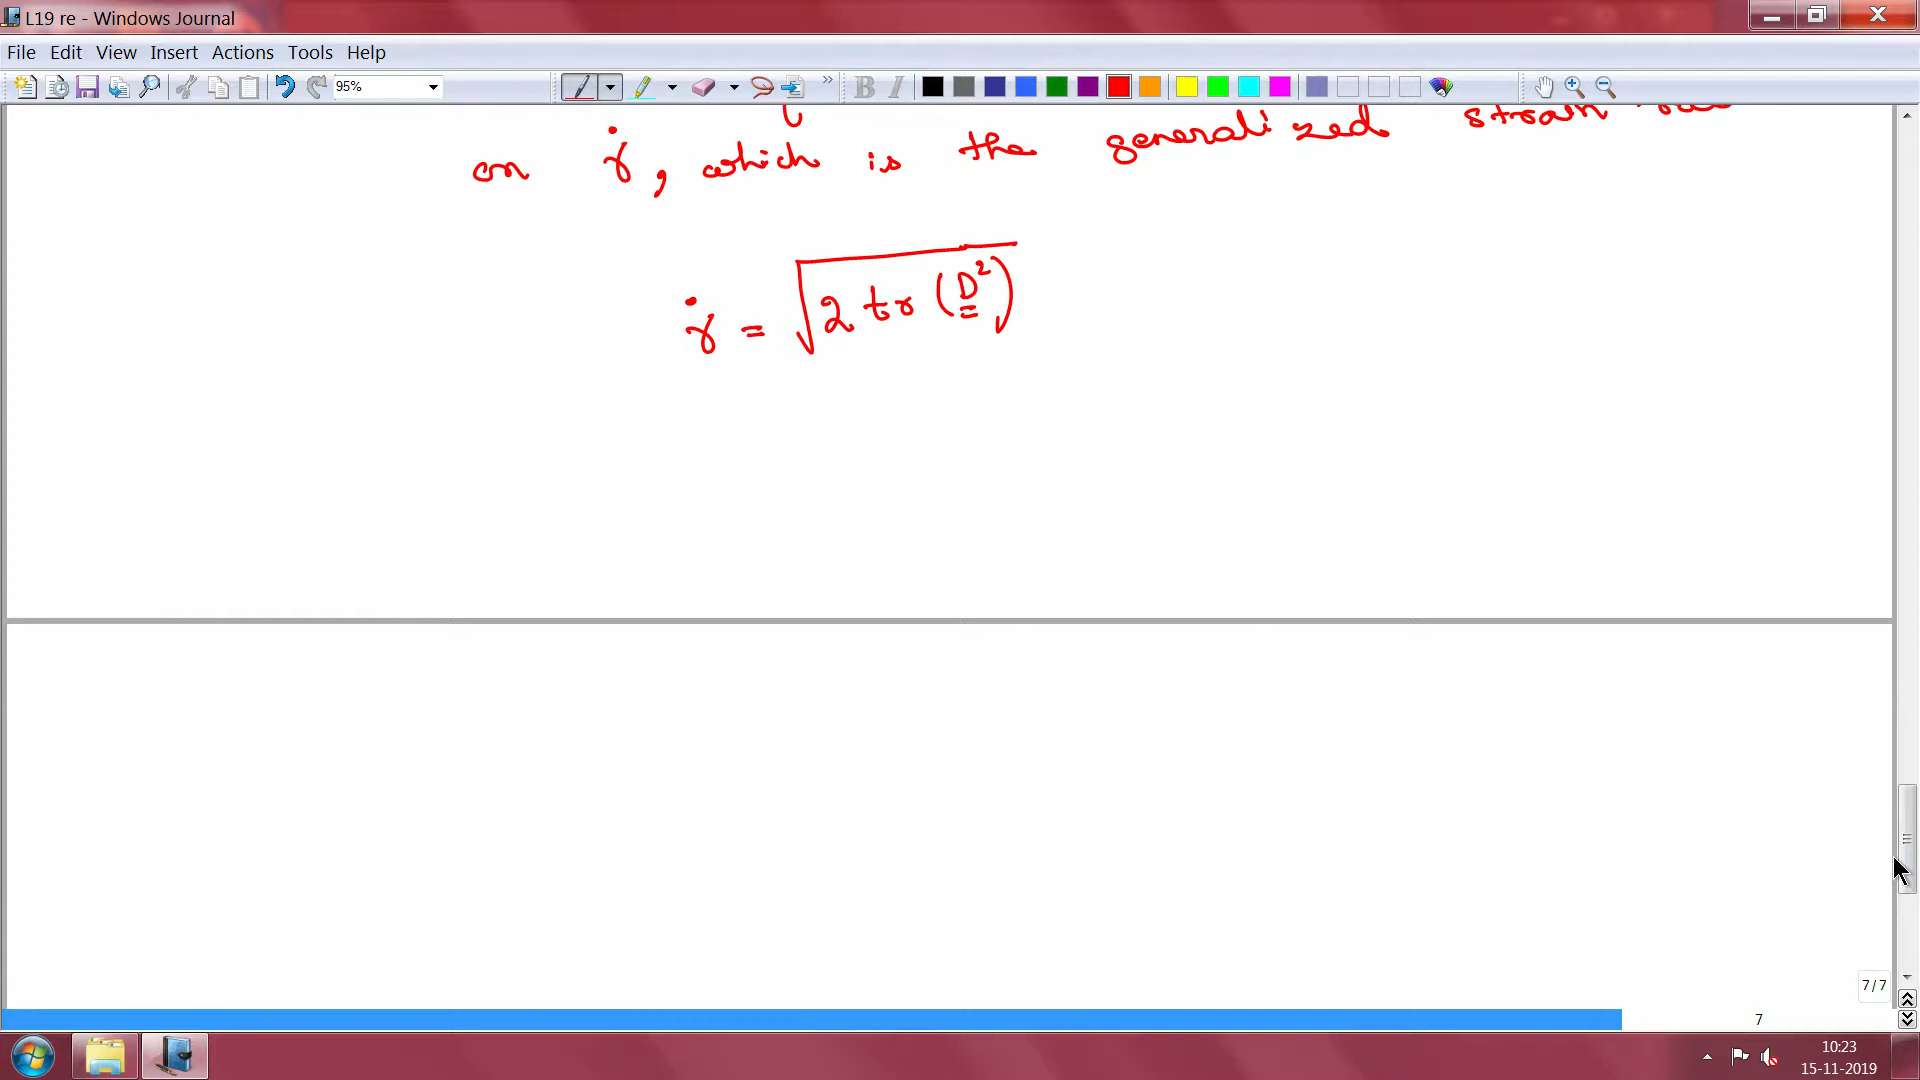 L19 re - Windows Journal
File Edit View Insert Actions Tools Help
95%
on γ̇, which is the generalized strain
γ̇ = √(2 tr (D̳²))
7/7
7
10:23
15-11-2019